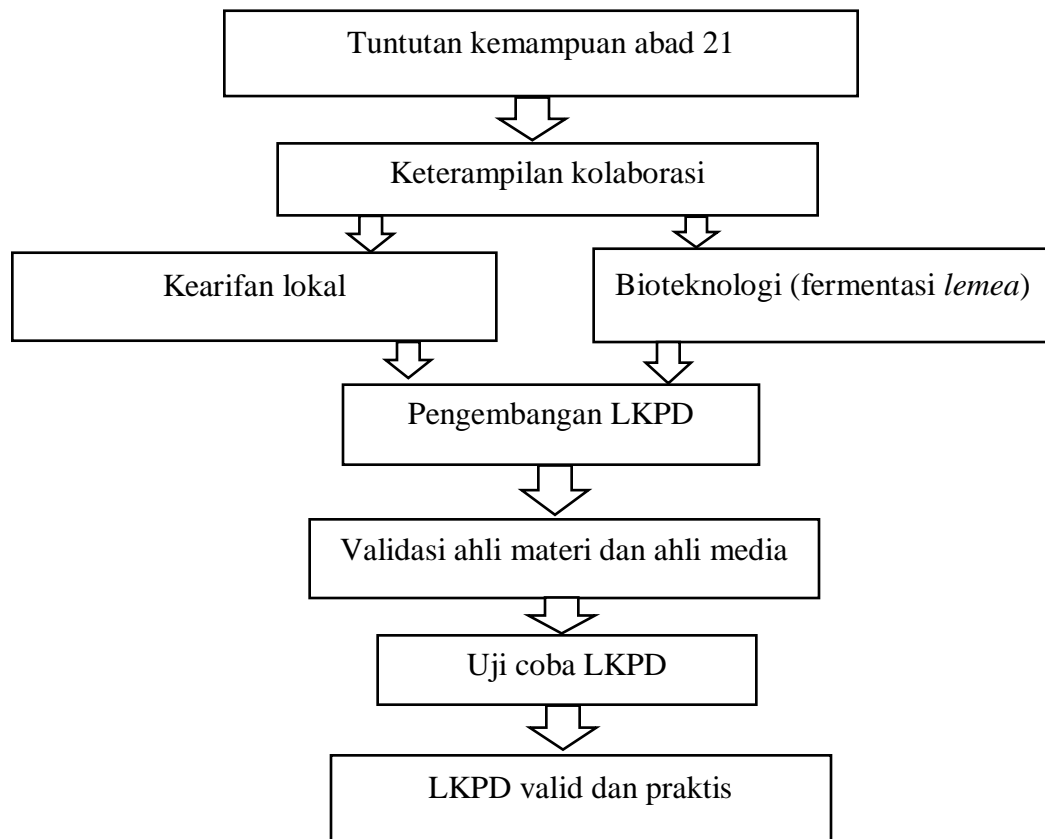 Tuntutan kemampuan abad 21
Keterampilan kolaborasi
Kearifan lokal
Bioteknologi (fermentasi lemea)
Pengembangan LKPD
Validasi ahli materi dan ahli media
Uji coba LKPD
LKPD valid dan praktis